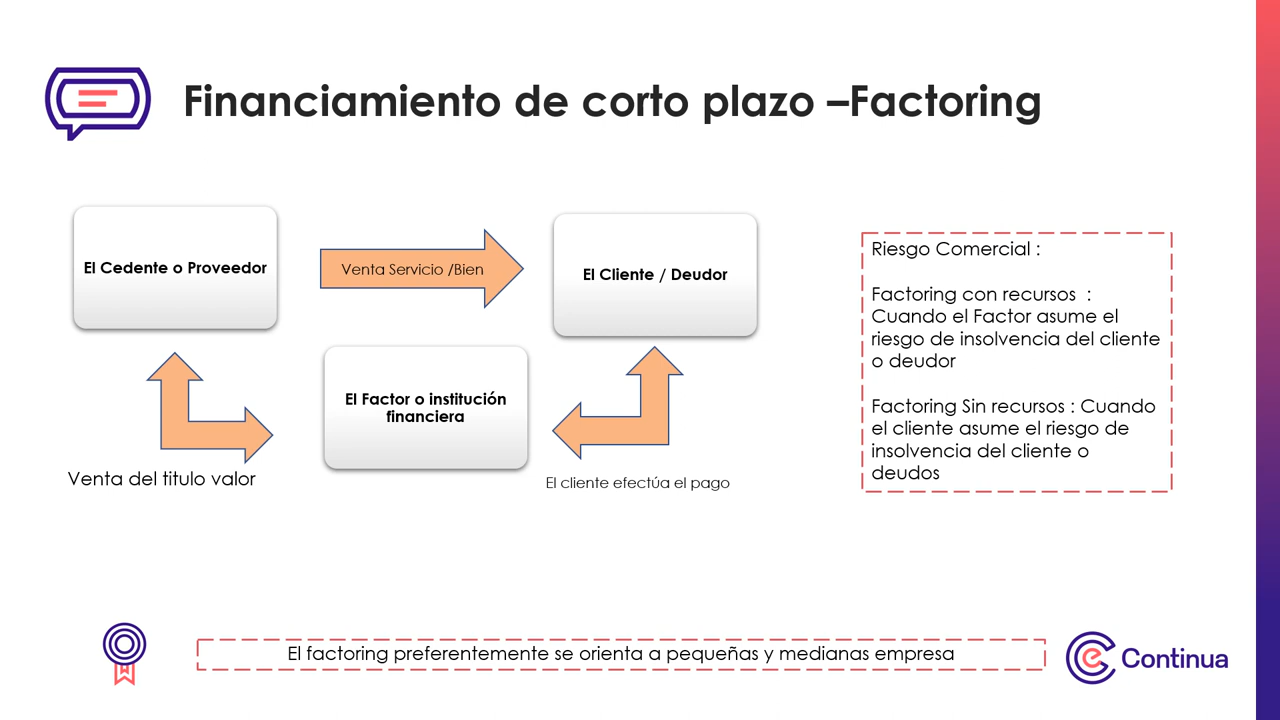 Financiamiento de corto plazo –Factoring
El Cedente o Proveedor
Venta Servicio /Bien
El Cliente / Deudor
El Factor o institución
financiera
Venta del titulo valor
El cliente efectúa el pago
Riesgo Comercial :
Factoring con recursos  :
Cuando el Factor asume el
riesgo de insolvencia del cliente
o deudor
Factoring Sin recursos : Cuando
el cliente asume el riesgo de
insolvencia del cliente o
deudos
El factoring preferentemente se orienta a pequeñas y medianas empresa
Continua